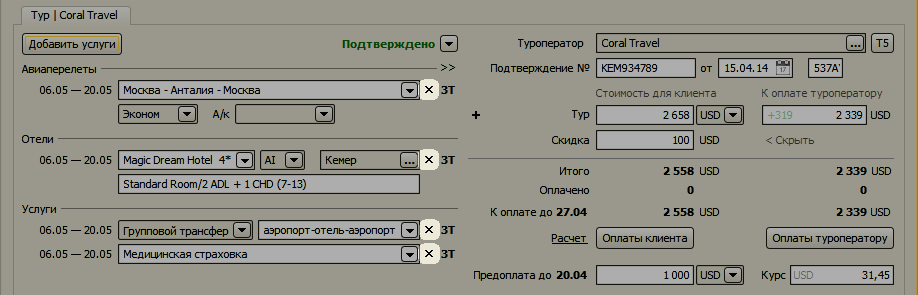 Тур | Coral Travel
Добавить услуги
Подтверждено
Авиаперелеты >>
06.05 — 20.05 Москва - Анталия - Москва × 3Т
Эконом А/к
Отели
06.05 — 20.05 Magic Dream Hotel 4* AI Кемер ... × 3Т
Standard Room/2 ADL + 1 CHD (7-13)
Услуги
06.05 — 20.05 Групповой трансфер аэропорт-отель-аэропорт × 3Т
06.05 — 20.05 Медицинская страховка × 3Т
Туроператор Coral Travel ... T5
Подтверждение № KEM934789 от 15.04.14 17 537A
Стоимость для клиента К оплате туроператору
+ Тур 2 658 USD +319 2 339 USD
Скидка 100 USD < Скрыть
Итого 2 558 USD 2 339 USD
Оплачено 0 0
К оплате до 27.04 2 558 USD 2 339 USD
Расчет Оплаты клиента Оплаты туроператору
Предоплата до 20.04 1 000 USD Курс USD 31,45